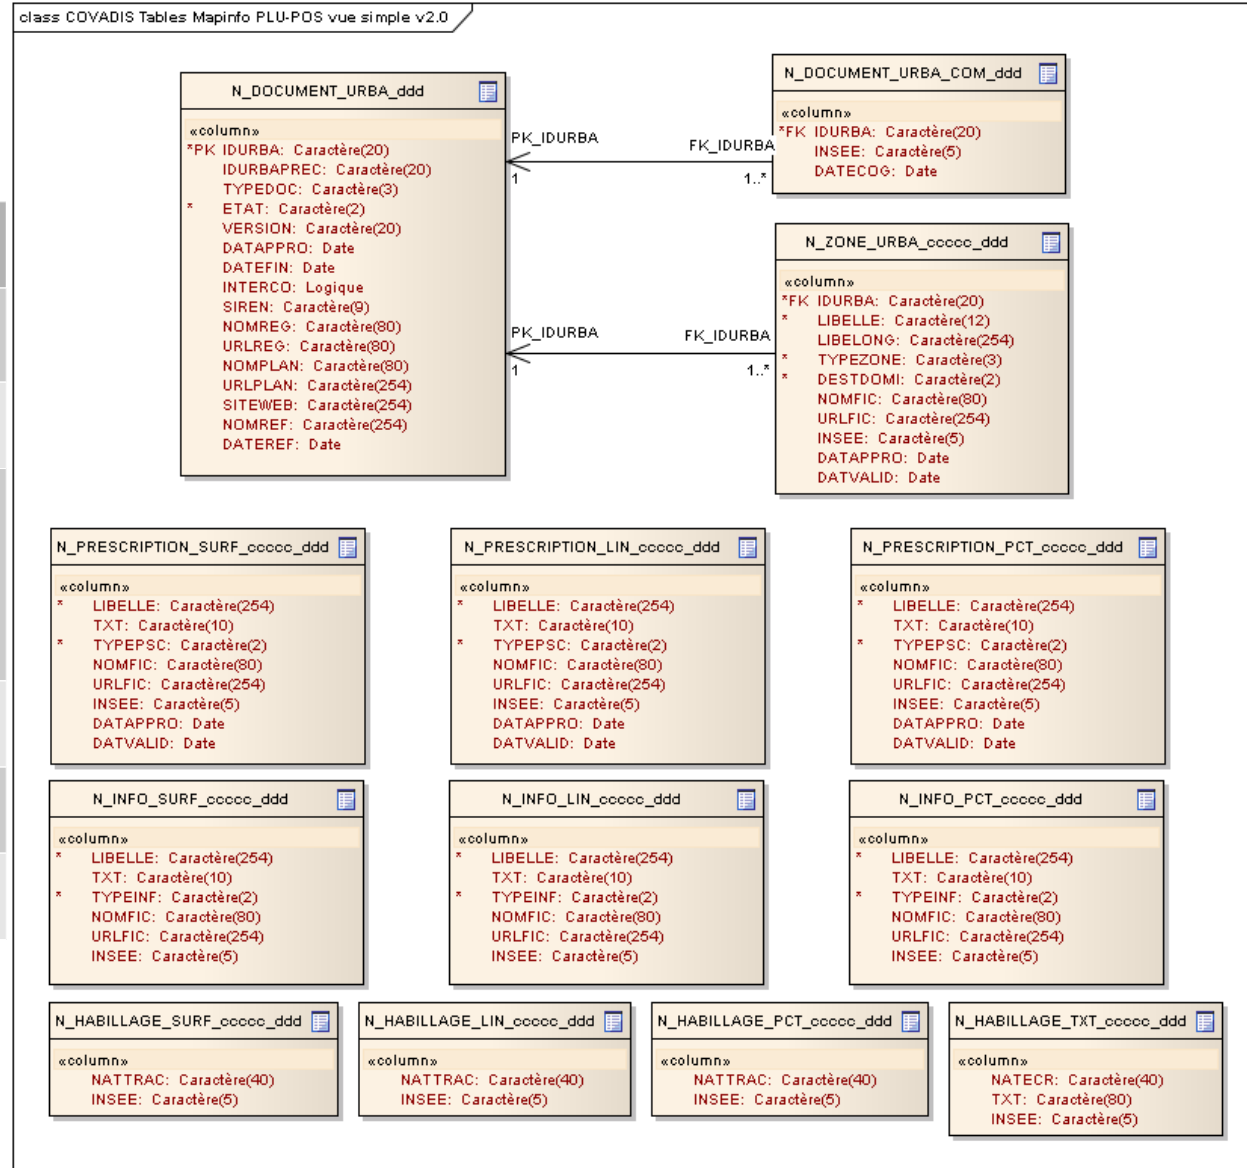 class COVADIS Tables Mapinfo PLU-POS vue simple v2.0
N_DOCUMENT_URBA_ddd
«column»
*PK IDURBA: Caractère(20)
IDURBAPREC: Caractère(20)
TYPEDOC: Caractère(3)
* ETAT: Caractère(2)
VERSION: Caractère(20)
DATAPPRO: Date
DATEFIN: Date
INTERCO: Logique
SIREN: Caractère(9)
NOMREG: Caractère(80)
URLREG: Caractère(80)
NOMPLAN: Caractère(80)
URLPLAN: Caractère(254)
SITEWEB: Caractère(254)
NOMREF: Caractère(254)
DATEREF: Date
PK_IDURBA
1
FK_IDURBA
1..*
N_DOCUMENT_URBA_COM_ddd
«column»
*FK IDURBA: Caractère(20)
INSEE: Caractère(5)
DATECOG: Date
PK_IDURBA
1
FK_IDURBA
1..*
N_ZONE_URBA_ccccc_ddd
«column»
*FK IDURBA: Caractère(20)
* LIBELLE: Caractère(12)
LIBELONG: Caractère(254)
* TYPEZONE: Caractère(3)
* DESTDOMI: Caractère(2)
NOMFIC: Caractère(80)
URLFIC: Caractère(254)
INSEE: Caractère(5)
DATAPPRO: Date
DATVALID: Date
N_PRESCRIPTION_SURF_ccccc_ddd
«column»
* LIBELLE: Caractère(254)
TXT: Caractère(10)
* TYPEPSC: Caractère(2)
NOMFIC: Caractère(80)
URLFIC: Caractère(254)
INSEE: Caractère(5)
DATAPPRO: Date
DATVALID: Date
N_PRESCRIPTION_LIN_ccccc_ddd
«column»
* LIBELLE: Caractère(254)
TXT: Caractère(10)
* TYPEPSC: Caractère(2)
NOMFIC: Caractère(80)
URLFIC: Caractère(254)
INSEE: Caractère(5)
DATAPPRO: Date
DATVALID: Date
N_PRESCRIPTION_PCT_ccccc_ddd
«column»
* LIBELLE: Caractère(254)
TXT: Caractère(10)
* TYPEPSC: Caractère(2)
NOMFIC: Caractère(80)
URLFIC: Caractère(254)
INSEE: Caractère(5)
DATAPPRO: Date
DATVALID: Date
N_INFO_SURF_ccccc_ddd
«column»
* LIBELLE: Caractère(254)
TXT: Caractère(10)
* TYPEINF: Caractère(2)
NOMFIC: Caractère(80)
URLFIC: Caractère(254)
INSEE: Caractère(5)
N_INFO_LIN_ccccc_ddd
«column»
* LIBELLE: Caractère(254)
TXT: Caractère(10)
* TYPEINF: Caractère(2)
NOMFIC: Caractère(80)
URLFIC: Caractère(254)
INSEE: Caractère(5)
N_INFO_PCT_ccccc_ddd
«column»
* LIBELLE: Caractère(254)
TXT: Caractère(10)
* TYPEINF: Caractère(2)
NOMFIC: Caractère(80)
URLFIC: Caractère(254)
INSEE: Caractère(5)
N_HABILLAGE_SURF_ccccc_ddd
«column»
NATTRAC: Caractère(40)
INSEE: Caractère(5)
N_HABILLAGE_LIN_ccccc_ddd
«column»
NATTRAC: Caractère(40)
INSEE: Caractère(5)
N_HABILLAGE_PCT_ccccc_ddd
«column»
NATTRAC: Caractère(40)
INSEE: Caractère(5)
N_HABILLAGE_TXT_ccccc_ddd
«column»
NATECR: Caractère(40)
TXT: Caractère(80)
INSEE: Caractère(5)